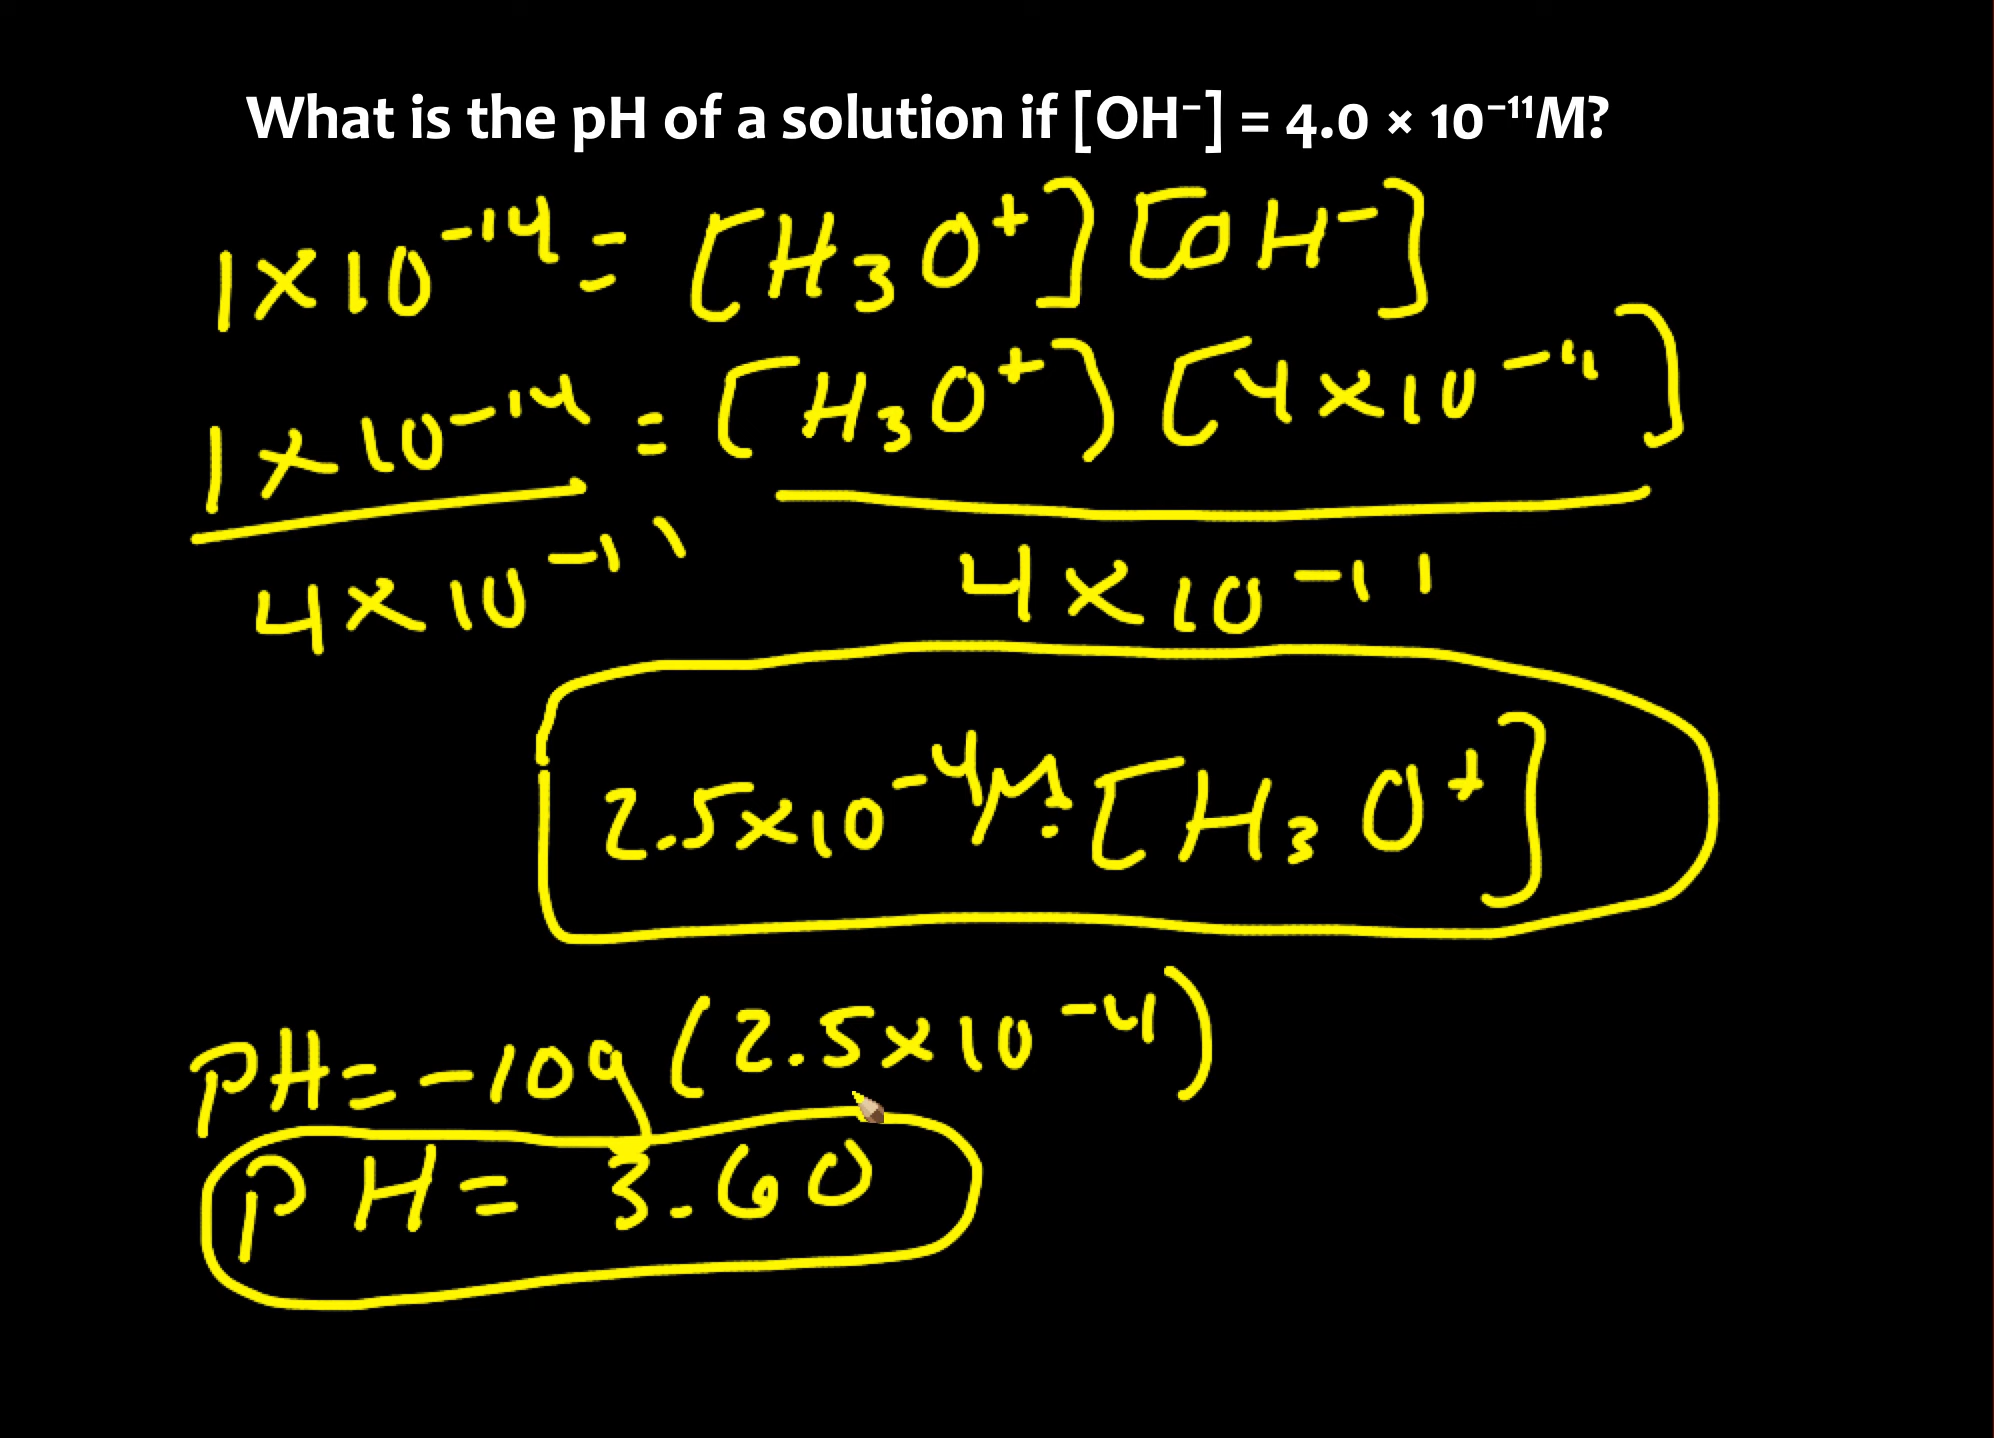 What is the pH of a solution if [OH⁻] = 4.0 × 10⁻¹¹M?
1×10⁻¹⁴ = [H₃O⁺][OH⁻]
1×10⁻¹⁴ = [H₃O⁺) [4×10⁻¹¹]
4×10⁻¹¹ 4×10⁻¹¹
2.5×10⁻⁴M = [H₃O⁺]
pH = -log(2.5×10⁻⁴)
pH = 3.60